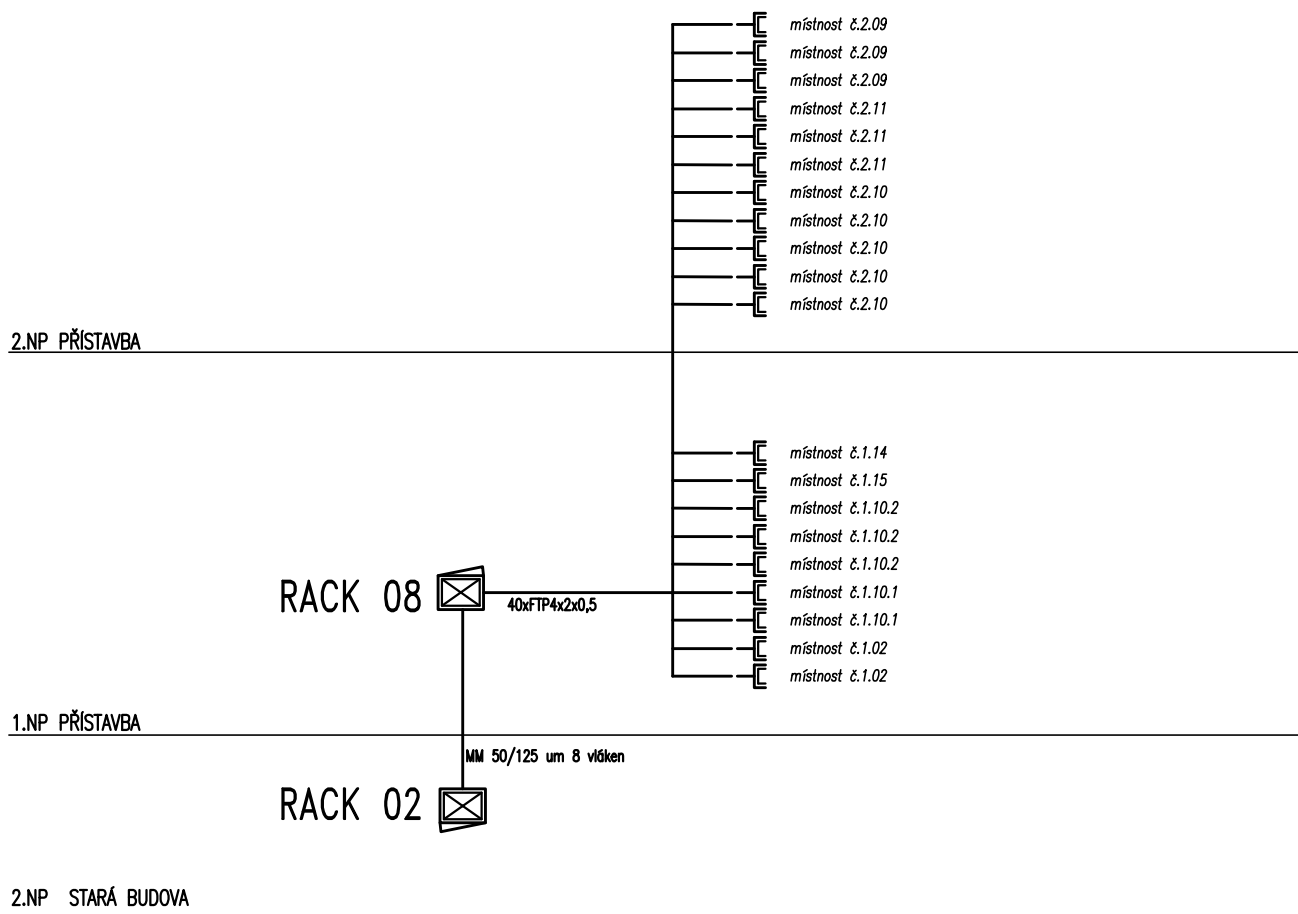 místnost č.2.09
místnost č.2.09
místnost č.2.09
místnost č.2.11
místnost č.2.11
místnost č.2.11
místnost č.2.10
místnost č.2.10
místnost č.2.10
místnost č.2.10
místnost č.2.10
2.NP PŘÍSTAVBA
místnost č.1.14
místnost č.1.15
místnost č.1.10.2
místnost č.1.10.2
místnost č.1.10.2
místnost č.1.10.1
místnost č.1.10.1
místnost č.1.02
místnost č.1.02
RACK 08
40xFTP4x2x0,5
1.NP PŘÍSTAVBA
MM 50/125 um 8 vláken
RACK 02
2.NP STARÁ BUDOVA